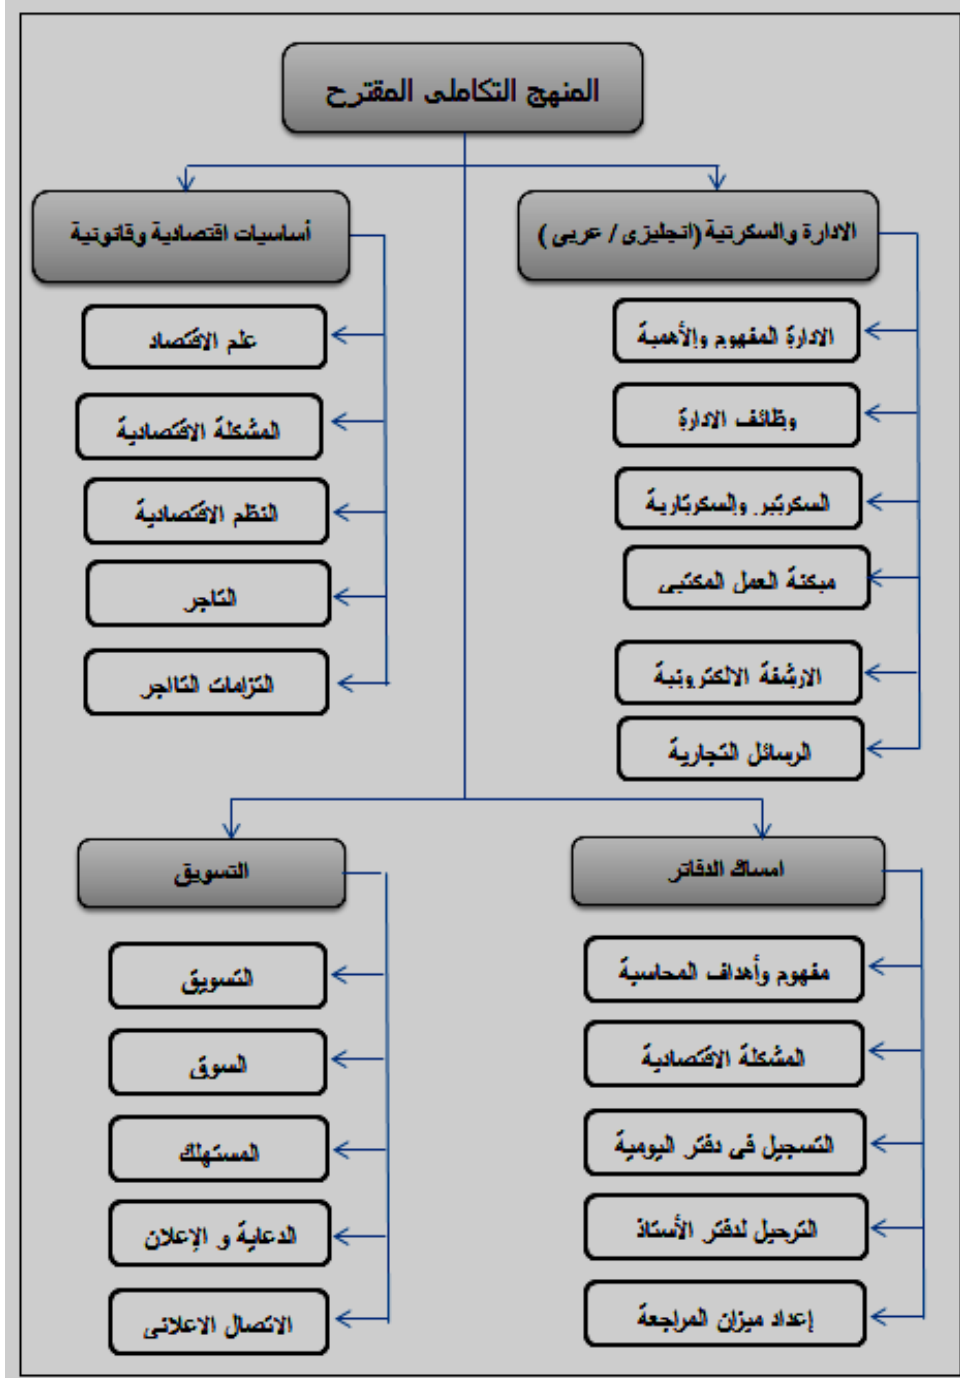 المنهج التكاملى المقترح
الادارة والسكرتية (انجليزى / عربى )
الادارة المفهوم والأهمية
وظائف الادارة
السكرتير والسكرتارية
ميكنة العمل المكتبى
الارشفة الالكترونية
الرسائل التجارية
أساسيات اقتصادية وقانونية
علم الاقتصاد
المشكلة الاقتصادية
النظم الاقتصادية
التاجر
التزامات التالجر
امساك الدفاتر
مفهوم وأهداف المحاسبة
المشكلة الاقتصادية
التسجيل فى دفتر اليومية
الترحيل لدفتر الأستاذ
إعداد ميزان المراجعة
التسويق
التسويق
السوق
المستهلك
الدعاية و الإعلان
الاتصال الاعلانى